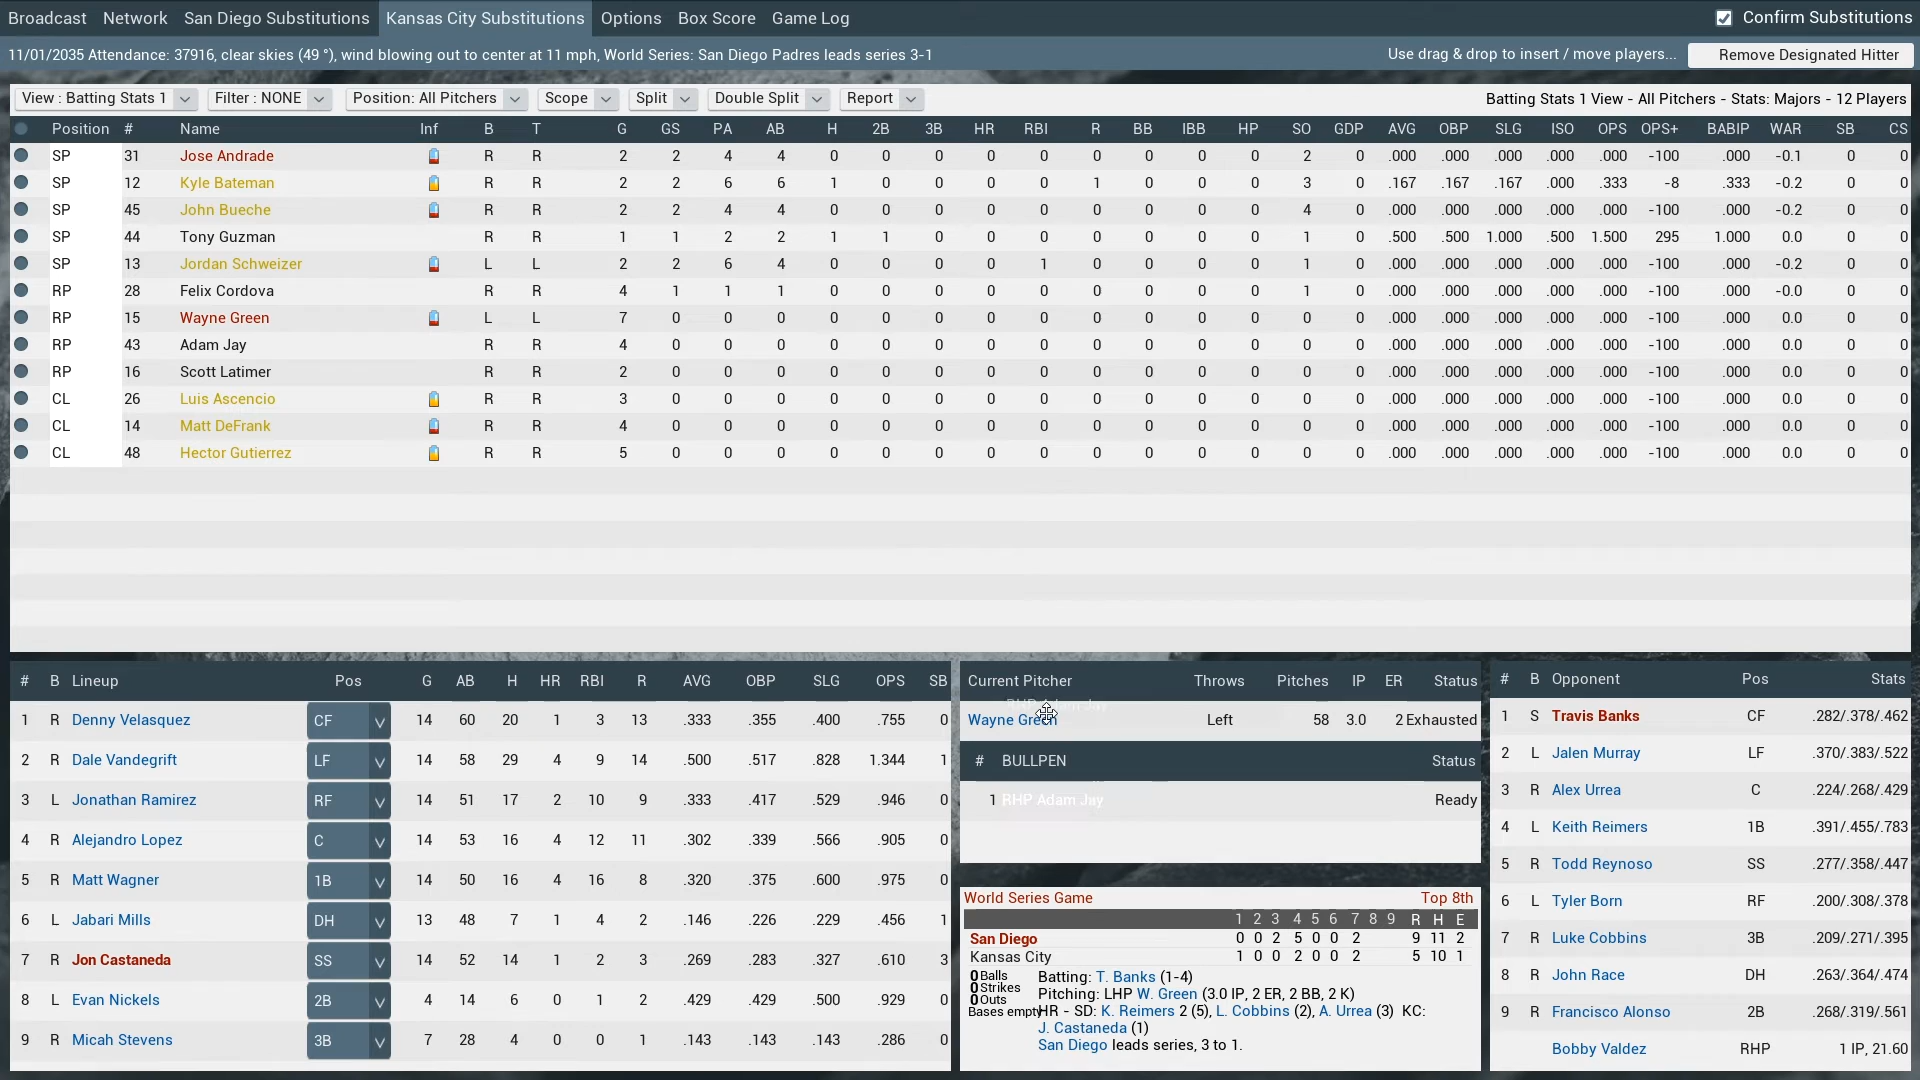 Broadcast Network San Diego Substitutions Kansas City Substitutions Options Box Score Game Log Confirm Substitutions
11/01/2035 Attendance: 37916, clear skies (49 °), wind blowing out to center at 11 mph, World Series: San Diego Padres leads series 3-1 Use drag & drop to insert / move players... Remove Designated Hitter
View : Batting Stats 1 Filter : NONE Position: All Pitchers Scope Split Double Split Report Batting Stats 1 View - All Pitchers - Stats: Majors - 12 Players
Position # Name Inf B T G GS PA AB H 2B 3B HR RBI R BB IBB HP SO GDP AVG OBP SLG ISO OPS OPS+ BABIP WAR SB CS
SP 31 Jose Andrade R R 2 2 4 4 0 0 0 0 0 0 0 0 0 2 0 .000 .000 .000 .000 .000 -100 .000 -0.1 0 0
SP 12 Kyle Bateman R R 2 2 6 6 1 0 0 0 0 1 0 0 0 3 0 .167 .167 .167 .000 .333 -8 .333 -0.2 0 0
SP 45 John Bueche R R 2 2 4 4 0 0 0 0 0 0 0 0 0 4 0 .000 .000 .000 .000 .000 -100 .000 -0.2 0 0
SP 44 Tony Guzman R R 1 1 2 2 1 1 0 0 0 0 0 0 0 1 0 .500 .500 1.000 .500 1.500 295 1.000 0.0 0 0
SP 13 Jordan Schweizer L L 2 2 6 4 0 0 0 0 1 0 0 0 0 1 0 .000 .000 .000 .000 .000 -100 .000 -0.2 0 0
RP 28 Felix Cordova R R 4 1 1 1 0 0 0 0 0 0 0 0 0 1 0 .000 .000 .000 .000 .000 -100 .000 -0.0 0 0
RP 15 Wayne Green L L 7 0 0 0 0 0 0 0 0 0 0 0 0 0 0 .000 .000 .000 .000 .000 -100 .000 0.0 0 0
RP 43 Adam Jay R R 4 0 0 0 0 0 0 0 0 0 0 0 0 0 0 .000 .000 .000 .000 .000 -100 .000 0.0 0 0
RP 16 Scott Latimer R R 2 0 0 0 0 0 0 0 0 0 0 0 0 0 0 .000 .000 .000 .000 .000 -100 .000 0.0 0 0
CL 26 Luis Ascencio R R 3 0 0 0 0 0 0 0 0 0 0 0 0 0 0 .000 .000 .000 .000 .000 -100 .000 0.0 0 0
CL 14 Matt DeFrank R R 4 0 0 0 0 0 0 0 0 0 0 0 0 0 0 .000 .000 .000 .000 .000 -100 .000 0.0 0 0
CL 48 Hector Gutierrez R R 5 0 0 0 0 0 0 0 0 0 0 0 0 0 0 .000 .000 .000 .000 .000 -100 .000 0.0 0 0
# B Lineup Pos G AB H HR RBI R AVG OBP SLG OPS SB
1 R Denny Velasquez CF 14 60 20 1 3 13 .333 .355 .400 .755 0
2 R Dale Vandegrift LF 14 58 29 4 9 14 .500 .517 .828 1.344 1
3 L Jonathan Ramirez RF 14 51 17 2 10 9 .333 .417 .529 .946 0
4 R Alejandro Lopez C 14 53 16 4 12 11 .302 .339 .566 .905 0
5 R Matt Wagner 1B 14 50 16 4 16 8 .320 .375 .600 .975 0
6 L Jabari Mills DH 13 48 7 1 4 2 .146 .226 .229 .456 1
7 R Jon Castaneda SS 14 52 14 1 2 3 .269 .283 .327 .610 3
8 L Evan Nickels 2B 4 14 6 0 1 2 .429 .429 .500 .929 0
9 R Micah Stevens 3B 7 28 4 0 0 1 .143 .143 .143 .286 0
Current Pitcher Throws Pitches IP ER Status
RHP Adam Jay
Wayne Green Left 58 3.0 2 Exhausted
# BULLPEN Status
1 RHP Adam Jay Ready
World Series Game Top 8th
1 2 3 4 5 6 7 8 9 R H E
San Diego 0 0 2 5 0 0 2 9 11 2
Kansas City 1 0 0 2 0 0 2 5 10 1
0 Balls
0 Strikes
0 Outs
Bases empty
Batting: T. Banks (1-4)
Pitching: LHP W. Green (3.0 IP, 2 ER, 2 BB, 2 K)
HR - SD: K. Reimers 2 (5), L. Cobbins (2), A. Urrea (3) KC:
J. Castaneda (1)
San Diego leads series, 3 to 1.
# B Opponent Pos Stats
1 S Travis Banks CF .282/.378/.462
2 L Jalen Murray LF .370/.383/.522
3 R Alex Urrea C .224/.268/.429
4 L Keith Reimers 1B .391/.455/.783
5 R Todd Reynoso SS .277/.358/.447
6 L Tyler Born RF .200/.308/.378
7 R Luke Cobbins 3B .209/.271/.395
8 R John Race DH .263/.364/.474
9 R Francisco Alonso 2B .268/.319/.561
Bobby Valdez RHP 1 IP, 21.60